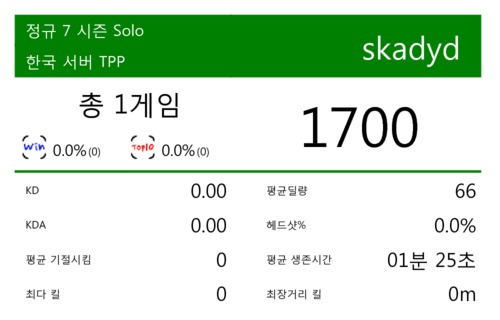 정규 7 시즌 Solo
한국 서버 TPP
skadyd
총 1게임
Win 0.0% (0) Top10 0.0% (0)
1700
KD 0.00 평균딜량 66
KDA 0.00 헤드샷% 0.0%
평균 기절시킴 0 평균 생존시간 01분 25초
최다 킬 0 최장거리 킬 0m